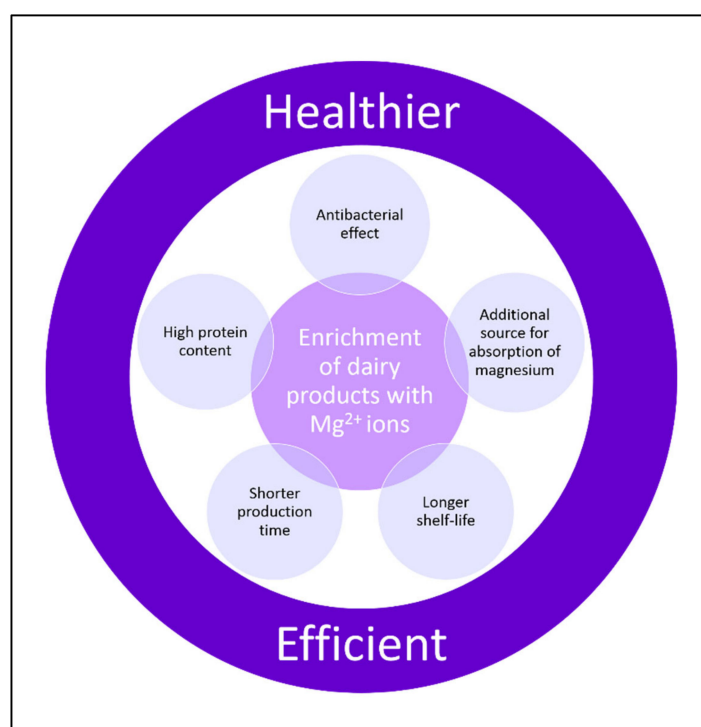 Healthier
Antibacterial
effect
High protein
content
Additional
source for
absorption of
magnesium
Enrichment
of dairy
products with
Mg²⁺ ions
Shorter
production
time
Longer
shelf-life
Efficient